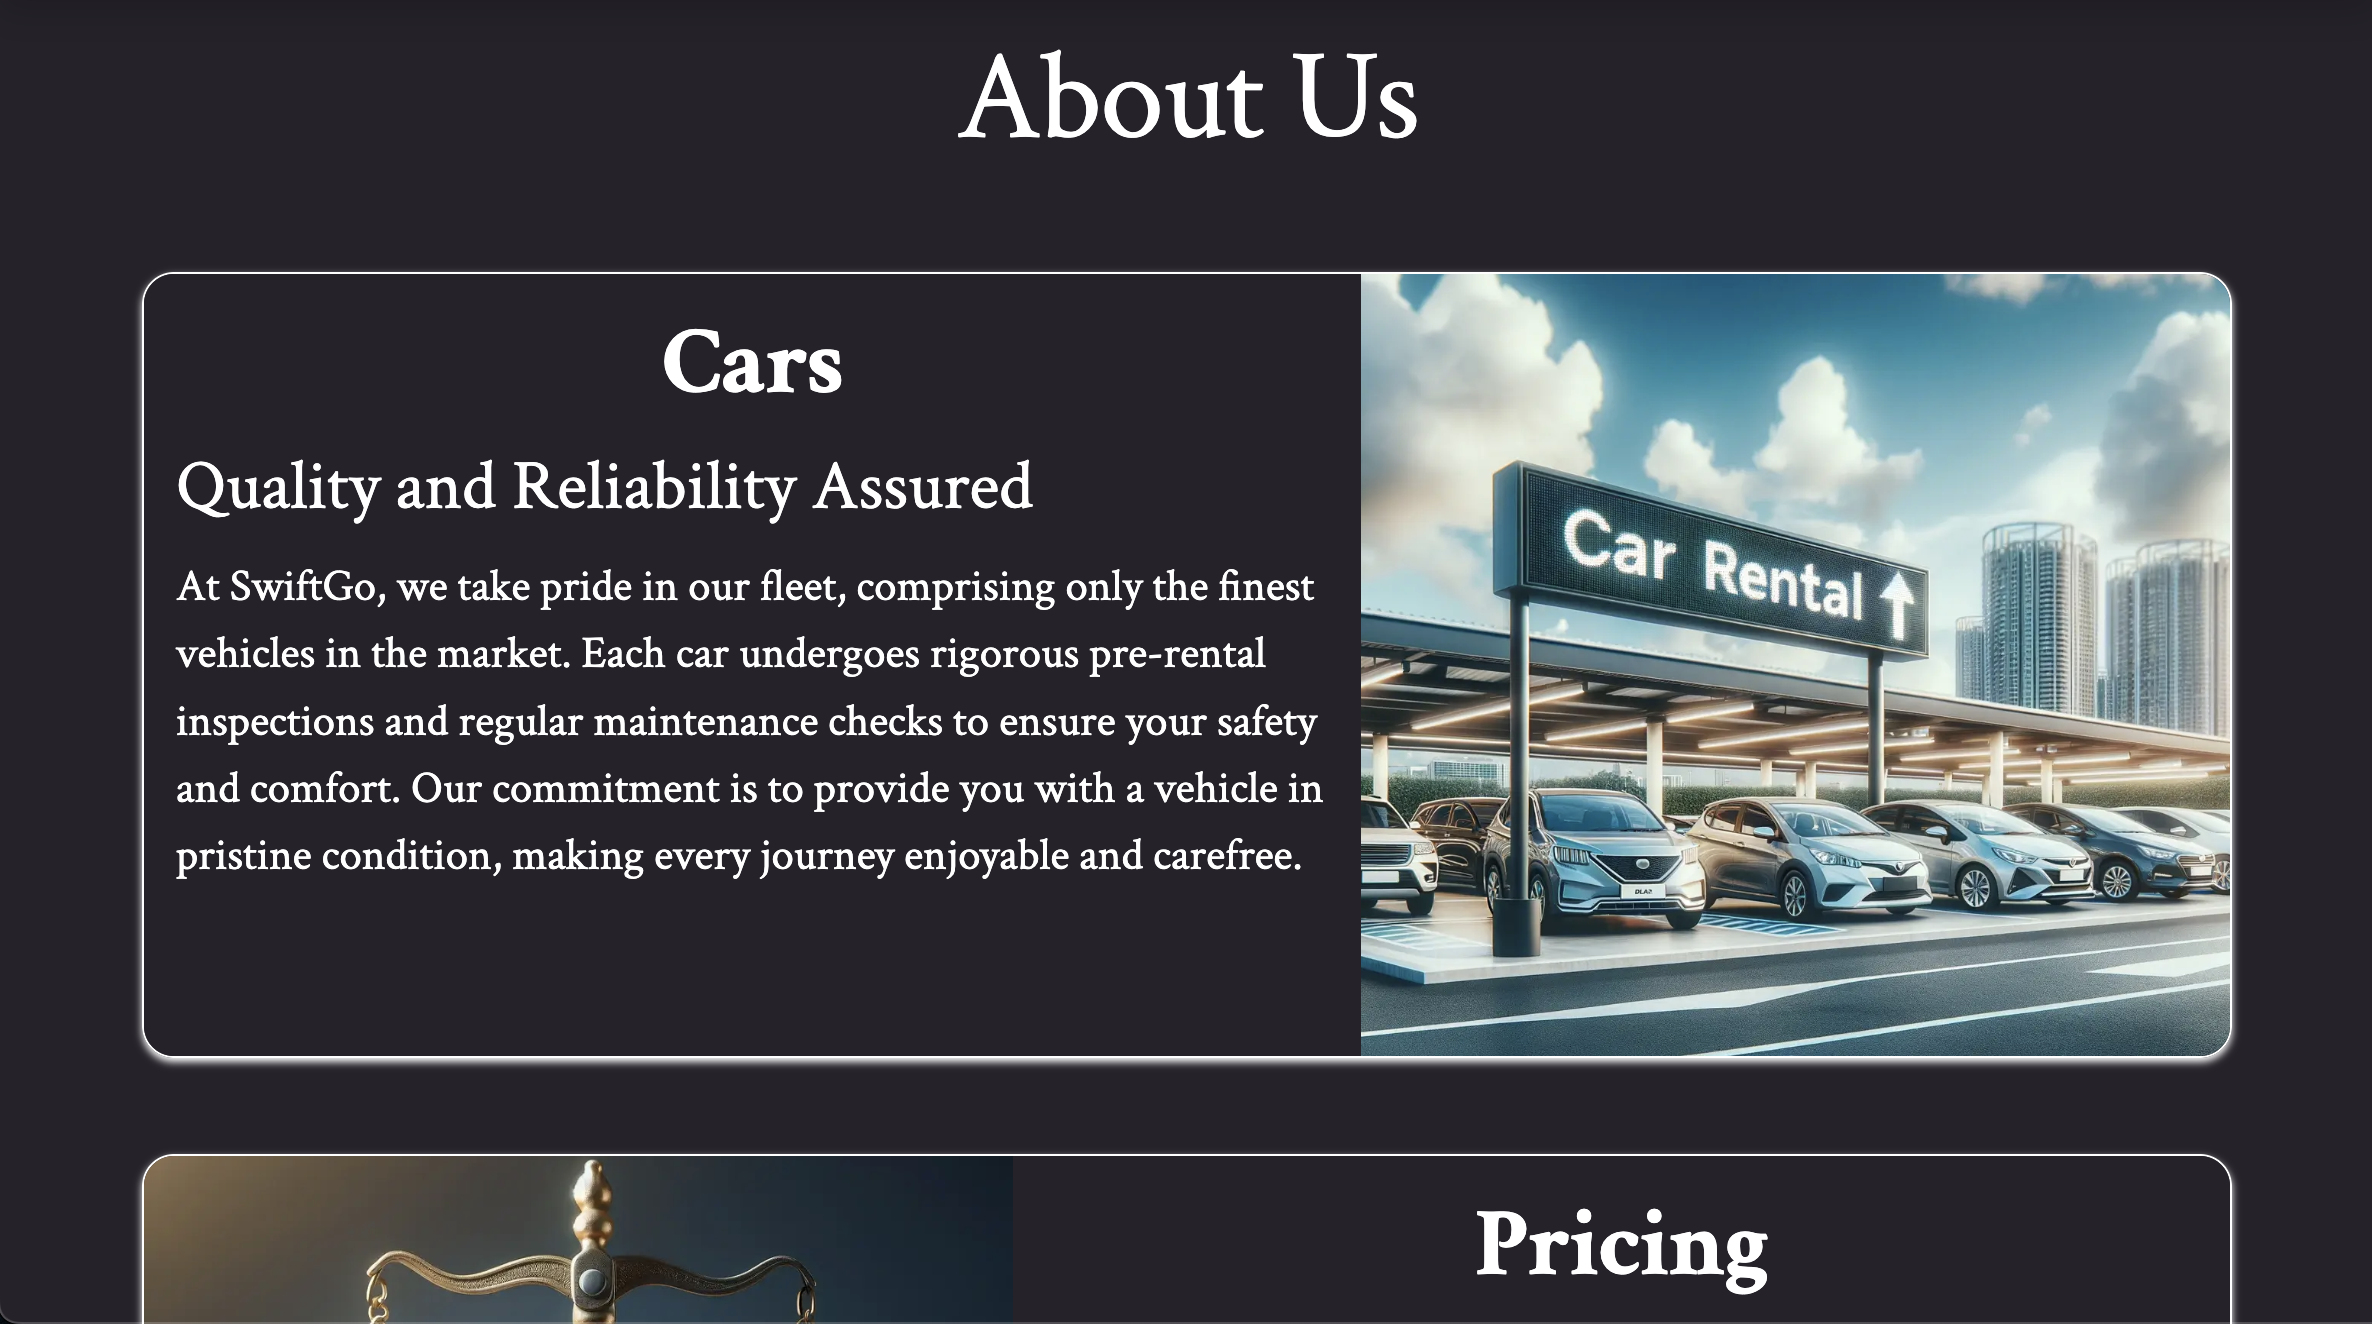 About Us
Cars
Quality and Reliability Assured
At SwiftGo, we take pride in our fleet, comprising only the finest
vehicles in the market. Each car undergoes rigorous pre-rental
inspections and regular maintenance checks to ensure your safety
and comfort. Our commitment is to provide you with a vehicle in
pristine condition, making every journey enjoyable and carefree.
Car Rental
Pricing